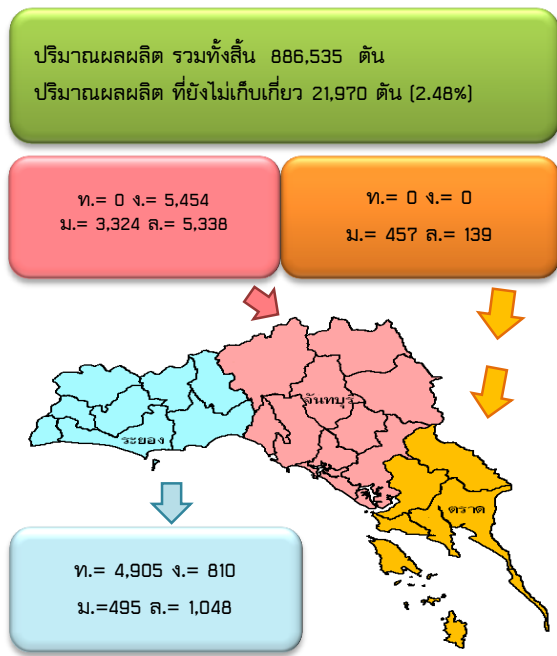 ปริมาณผลผลิต รวมทั้งสิ้น 886,535 ตัน
ปริมาณผลผลิต ที่ยังไม่เก็บเกี่ยว 21,970 ตัน (2.48%)
ท.= 0 ง.= 5,454
ม.= 3,324 ล.= 5,338
ท.= 0 ง.= 0
ม.= 457 ล.= 139
จันทบุรี
ระยอง
ตราด
ท.= 4,905 ง.= 810
ม.=495 ล.= 1,048